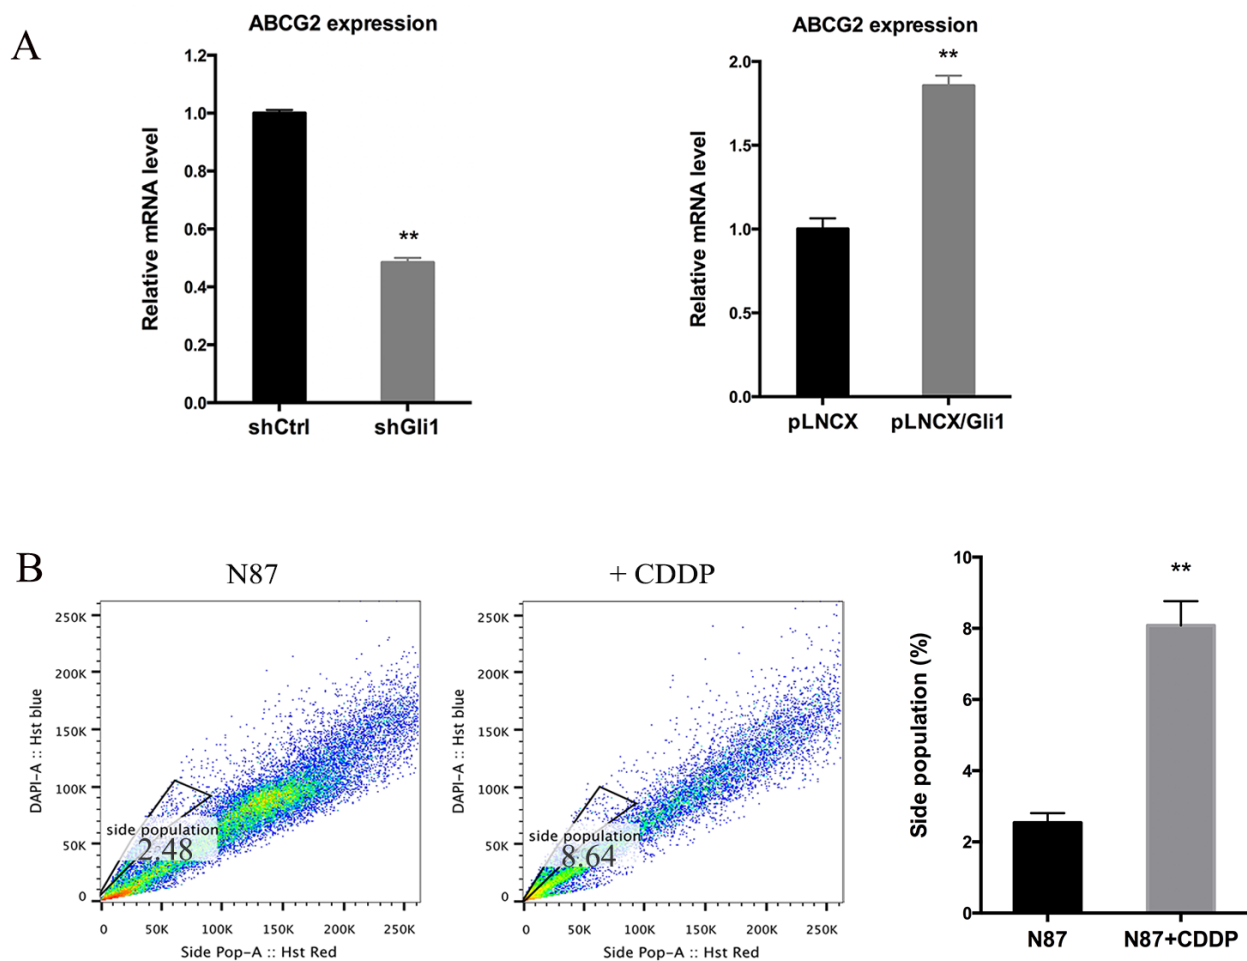 A
ABCG2 expression
Relative mRNA level
1.2
1.0
0.8
0.6
0.4
0.2
0.0
**
shCtrl
shGli1
ABCG2 expression
Relative mRNA level
2.0
1.5
1.0
0.5
0.0
**
pLNCX
pLNCX/Gli1
B
N87
DAPI-A :: Hst blue
250K
200K
150K
100K
50K
0
side population
2.48
0
50K
100K
150K
200K
250K
Side Pop-A :: Hst Red
+ CDDP
DAPI-A :: Hst blue
250K
200K
150K
100K
50K
0
side population
8.64
0
50K
100K
150K
200K
250K
Side Pop-A :: Hst Red
Side population (%)
10
8
6
4
2
0
**
N87
N87+CDDP